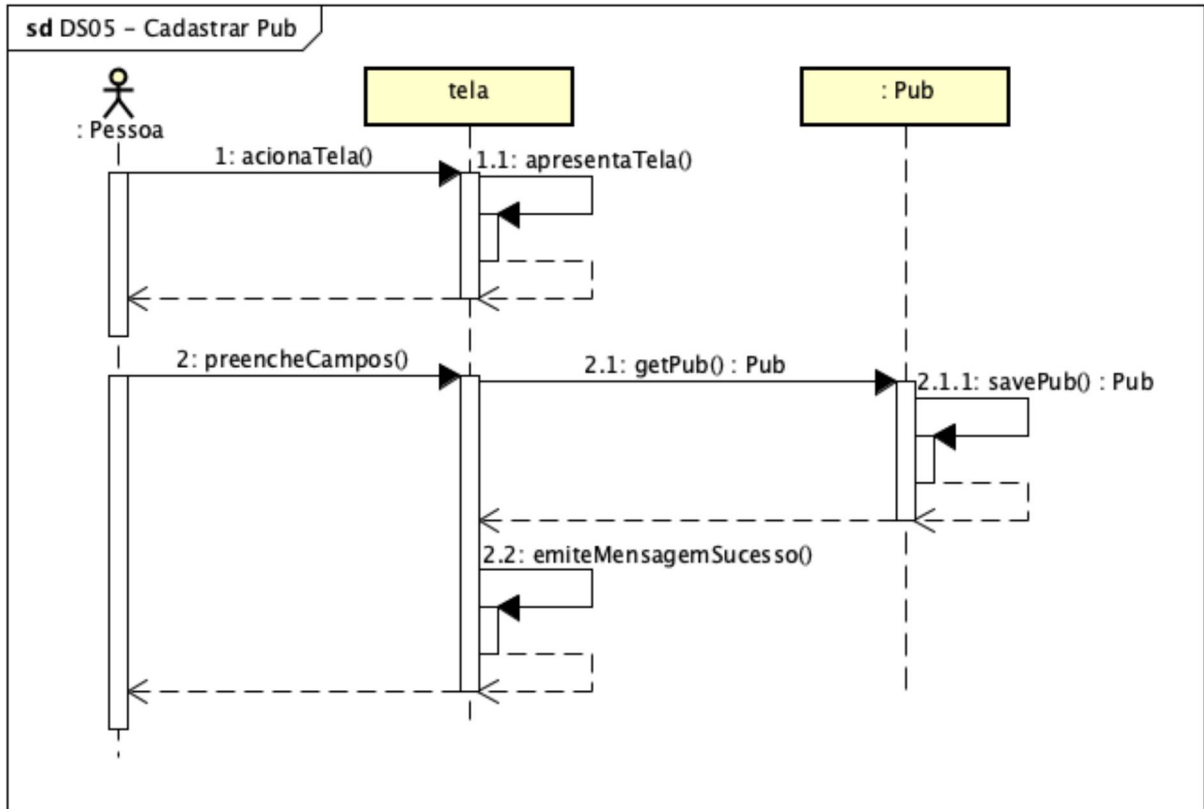 sd DS05 - Cadastrar Pub
: Pessoa
tela
: Pub
1: acionaTela()
1.1: apresentaTela()
2: preencheCampos()
2.1: getPub() : Pub
2.1.1: savePub() : Pub
2.2: emiteMensagemSucesso()